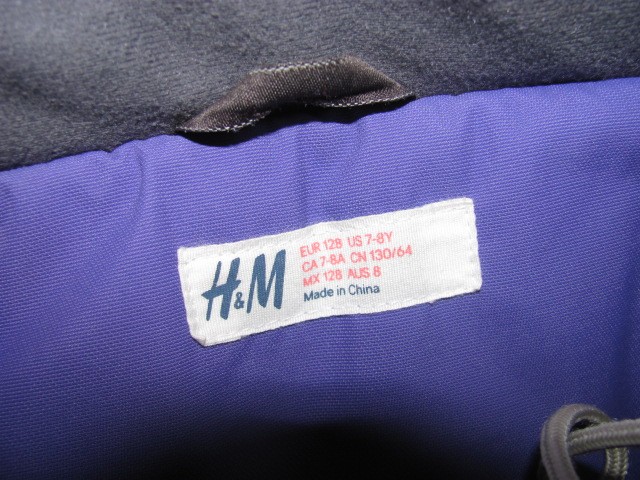 H&M
EUR 128 US 7-8Y
CA 7-8A CN 130/64
MX 128 AUS 8
Made in China